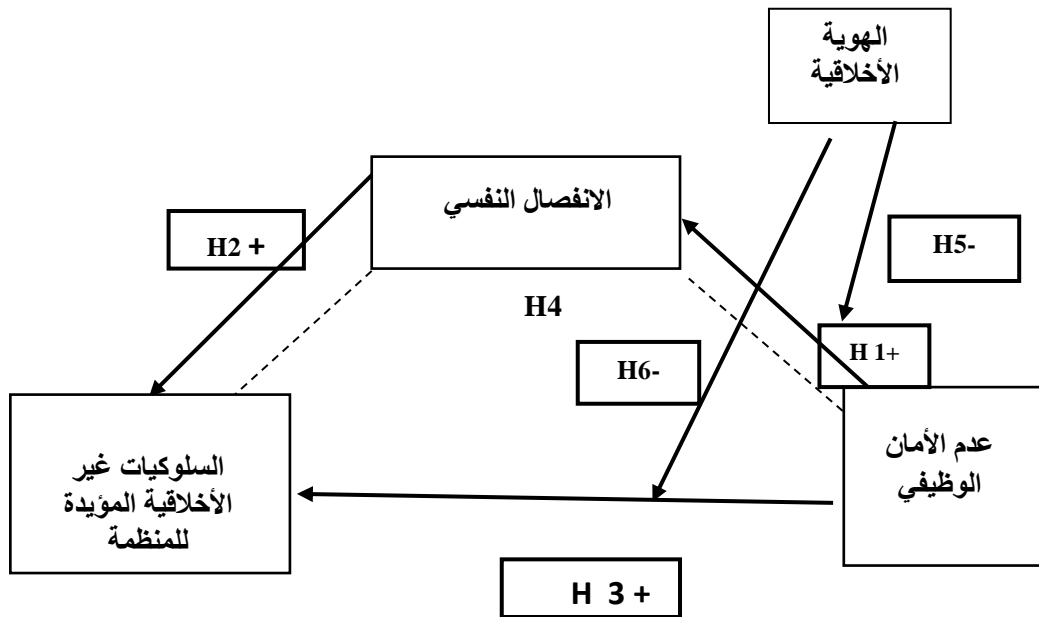 الهوية
الأخلاقية
الانفصال النفسي
H2 +
H5-
H4
H 1+
H6-
عدم الأمان
الوظيفي
السلوكيات غير
الأخلاقية المؤيدة
للمنظمة
H 3 +